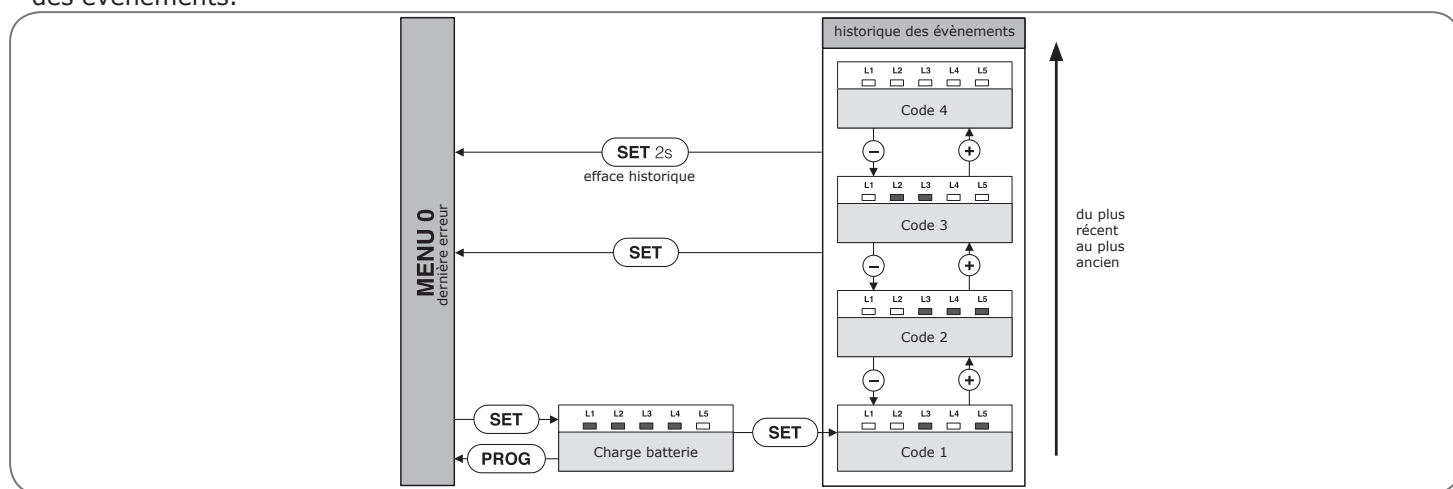 des évènements:
historique des évènements
L1 L2 L3 L4 L5
Code 4
SET 2s
efface historique
− +
L1 L2 L3 L4 L5
Code 3
MENU 0
dernière erreur
SET
du plus
récent
au plus
ancien
− +
L1 L2 L3 L4 L5
Code 2
− +
SET
L1 L2 L3 L4 L5
Charge batterie
PROG
SET
L1 L2 L3 L4 L5
Code 1